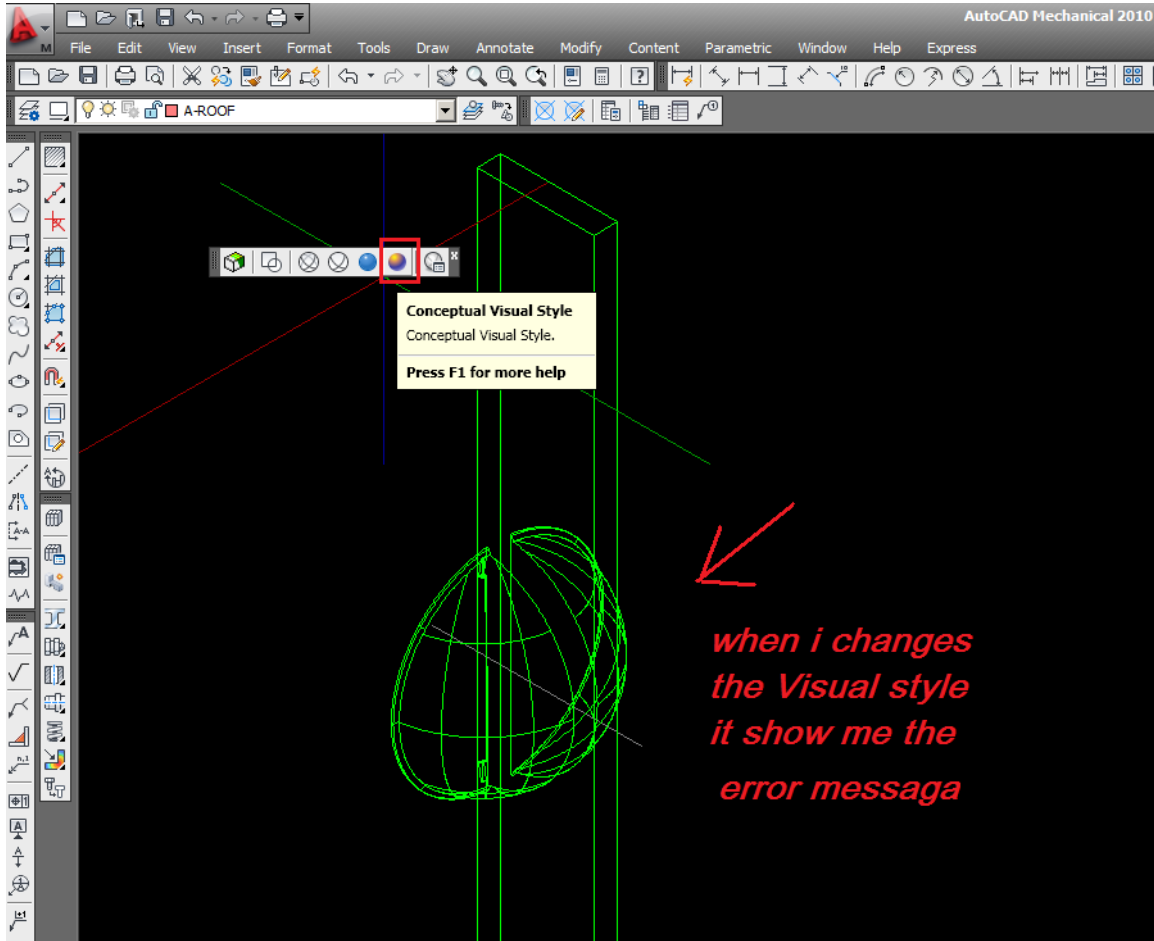 AutoCAD Mechanical 2010
M File Edit View Insert Format Tools Draw Annotate Modify Content Parametric Window Help Express
A-ROOF
Conceptual Visual Style
Conceptual Visual Style.
Press F1 for more help
when i changes
the Visual style
it show me the
error messaga